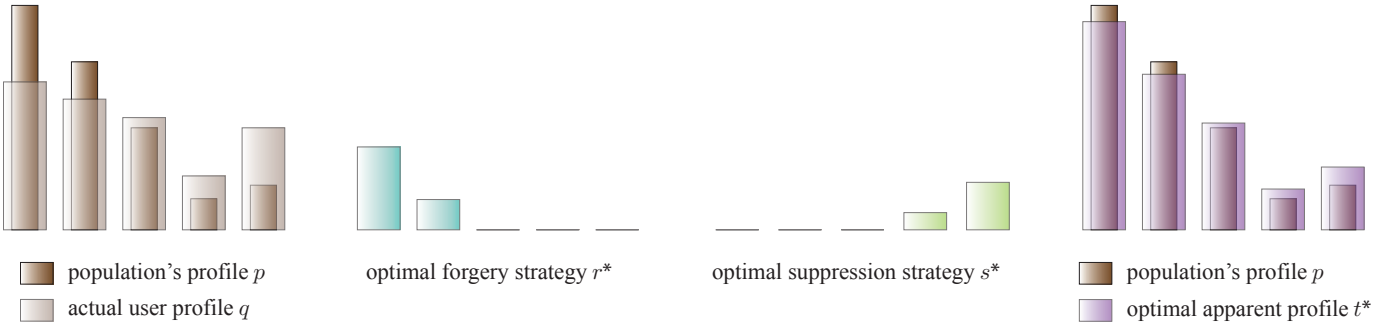 population's profile p
actual user profile q
optimal forgery strategy r*
optimal suppression strategy s*
population's profile p
optimal apparent profile t*